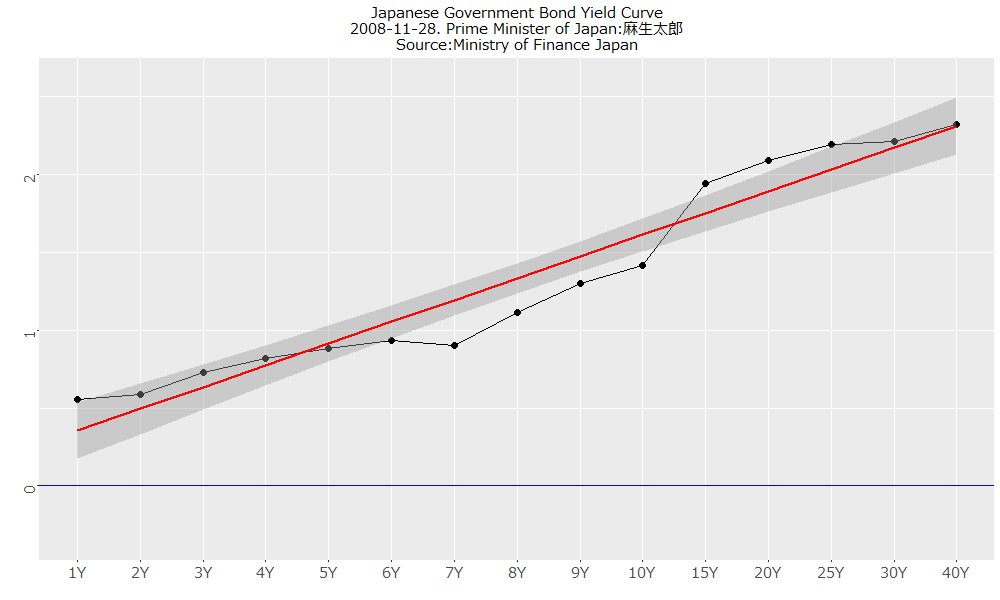 Japanese Government Bond Yield Curve
2008-11-28. Prime Minister of Japan:麻生太郎
Source:Ministry of Finance Japan
2
1
0
1Y 2Y 3Y 4Y 5Y 6Y 7Y 8Y 9Y 10Y 15Y 20Y 25Y 30Y 40Y